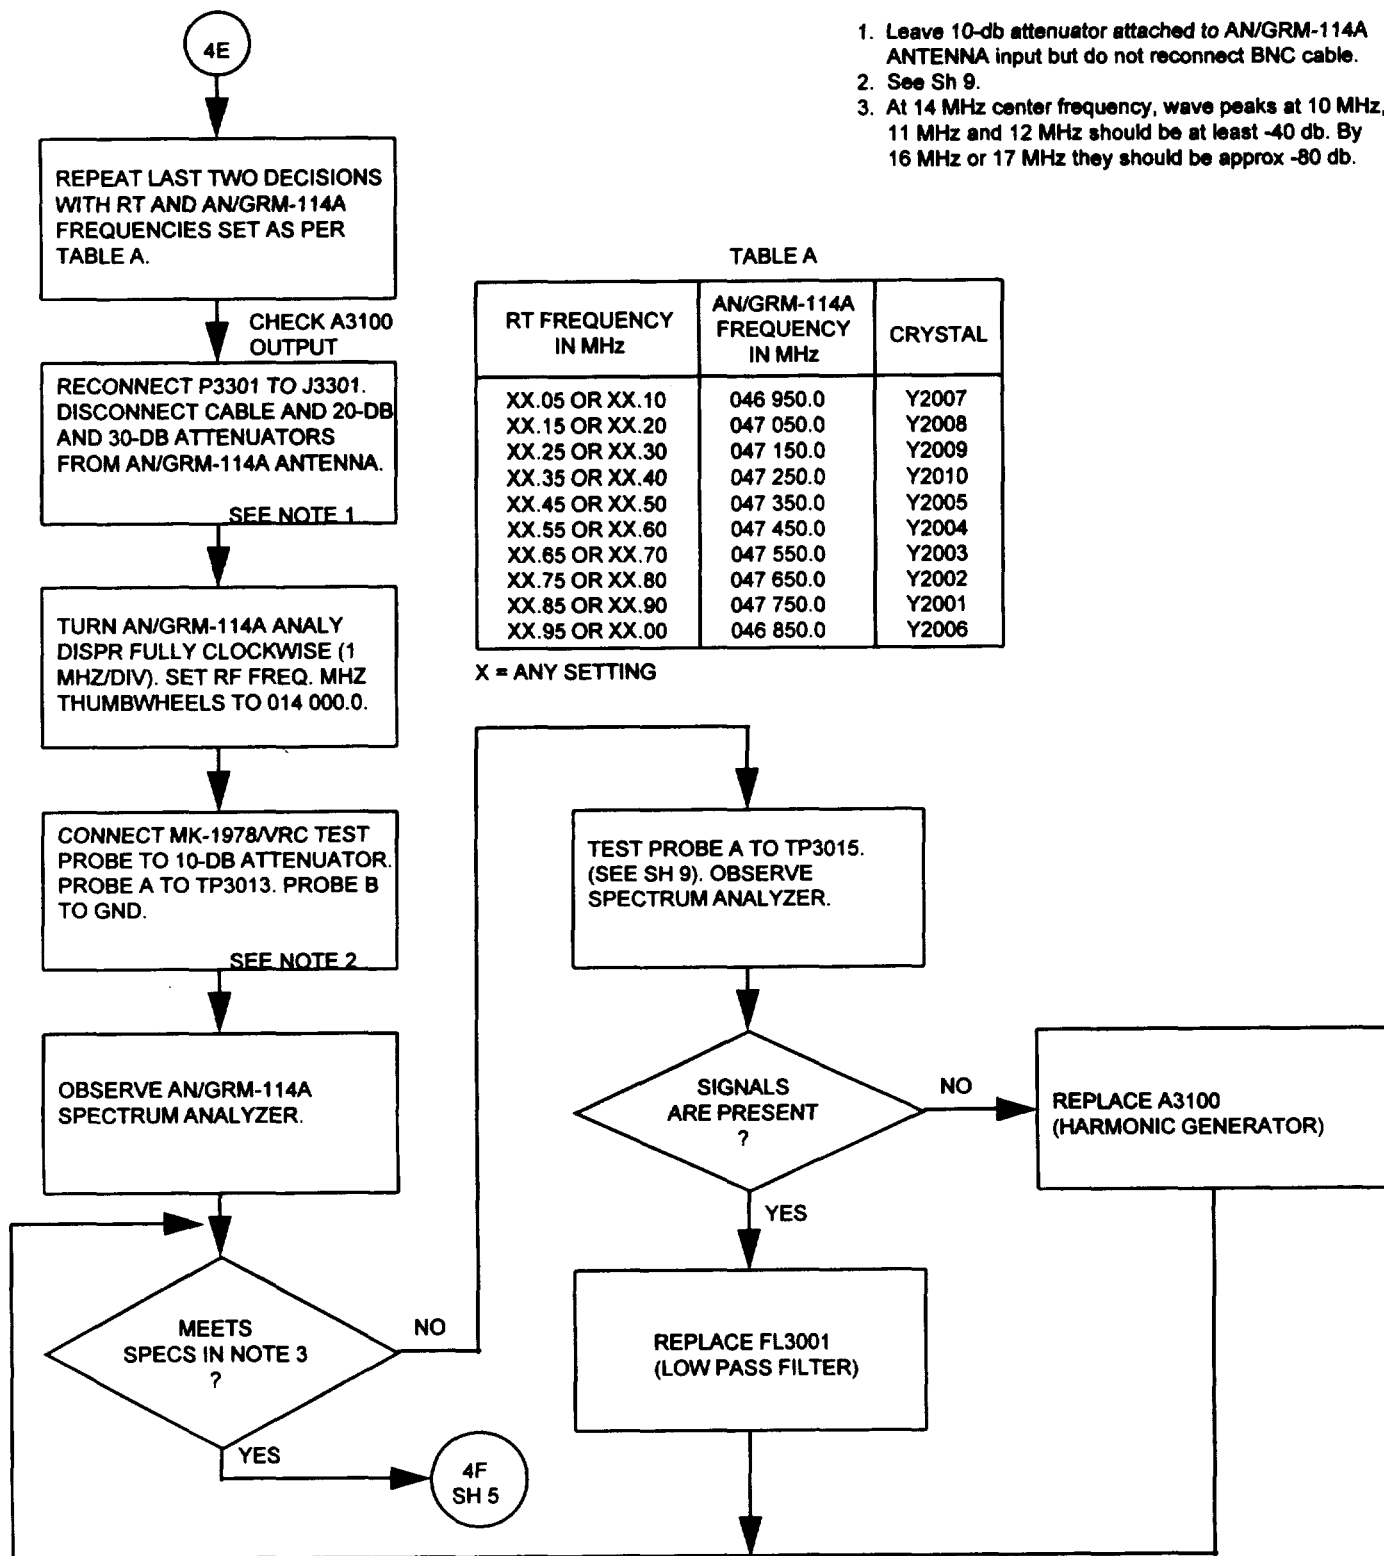 4E
1. Leave 10-db attenuator attached to AN/GRM-114A
ANTENNA input but do not reconnect BNC cable.
2. See Sh 9.
3. At 14 MHz center frequency, wave peaks at 10 MHz,
11 MHz and 12 MHz should be at least -40 db. By
16 MHz or 17 MHz they should be approx -80 db.
REPEAT LAST TWO DECISIONS
WITH RT AND AN/GRM-114A
FREQUENCIES SET AS PER
TABLE A.
CHECK A3100
OUTPUT
RECONNECT P3301 TO J3301.
DISCONNECT CABLE AND 20-DB
AND 30-DB ATTENUATORS
FROM AN/GRM-114A ANTENNA.
SEE NOTE 1
TURN AN/GRM-114A ANALY
DISPR FULLY CLOCKWISE (1
MHZ/DIV). SET RF FREQ. MHZ
THUMBWHEELS TO 014 000.0.
CONNECT MK-1978/VRC TEST
PROBE TO 10-DB ATTENUATOR.
PROBE A TO TP3013. PROBE B
TO GND.
SEE NOTE 2
OBSERVE AN/GRM-114A
SPECTRUM ANALYZER.
MEETS
SPECS IN NOTE 3
?
NO
YES
4F
SH 5
TABLE A
RT FREQUENCY
IN MHz
AN/GRM-114A
FREQUENCY
IN MHz
CRYSTAL
XX.05 OR XX.10 046 950.0 Y2007
XX.15 OR XX.20 047 050.0 Y2008
XX.25 OR XX.30 047 150.0 Y2009
XX.35 OR XX.40 047 250.0 Y2010
XX.45 OR XX.50 047 350.0 Y2005
XX.55 OR XX.60 047 450.0 Y2004
XX.65 OR XX.70 047 550.0 Y2003
XX.75 OR XX.80 047 650.0 Y2002
XX.85 OR XX.90 047 750.0 Y2001
XX.95 OR XX.00 046 850.0 Y2006
X = ANY SETTING
TEST PROBE A TO TP3015.
(SEE SH 9). OBSERVE
SPECTRUM ANALYZER.
SIGNALS
ARE PRESENT
?
NO
REPLACE A3100
(HARMONIC GENERATOR)
YES
REPLACE FL3001
(LOW PASS FILTER)